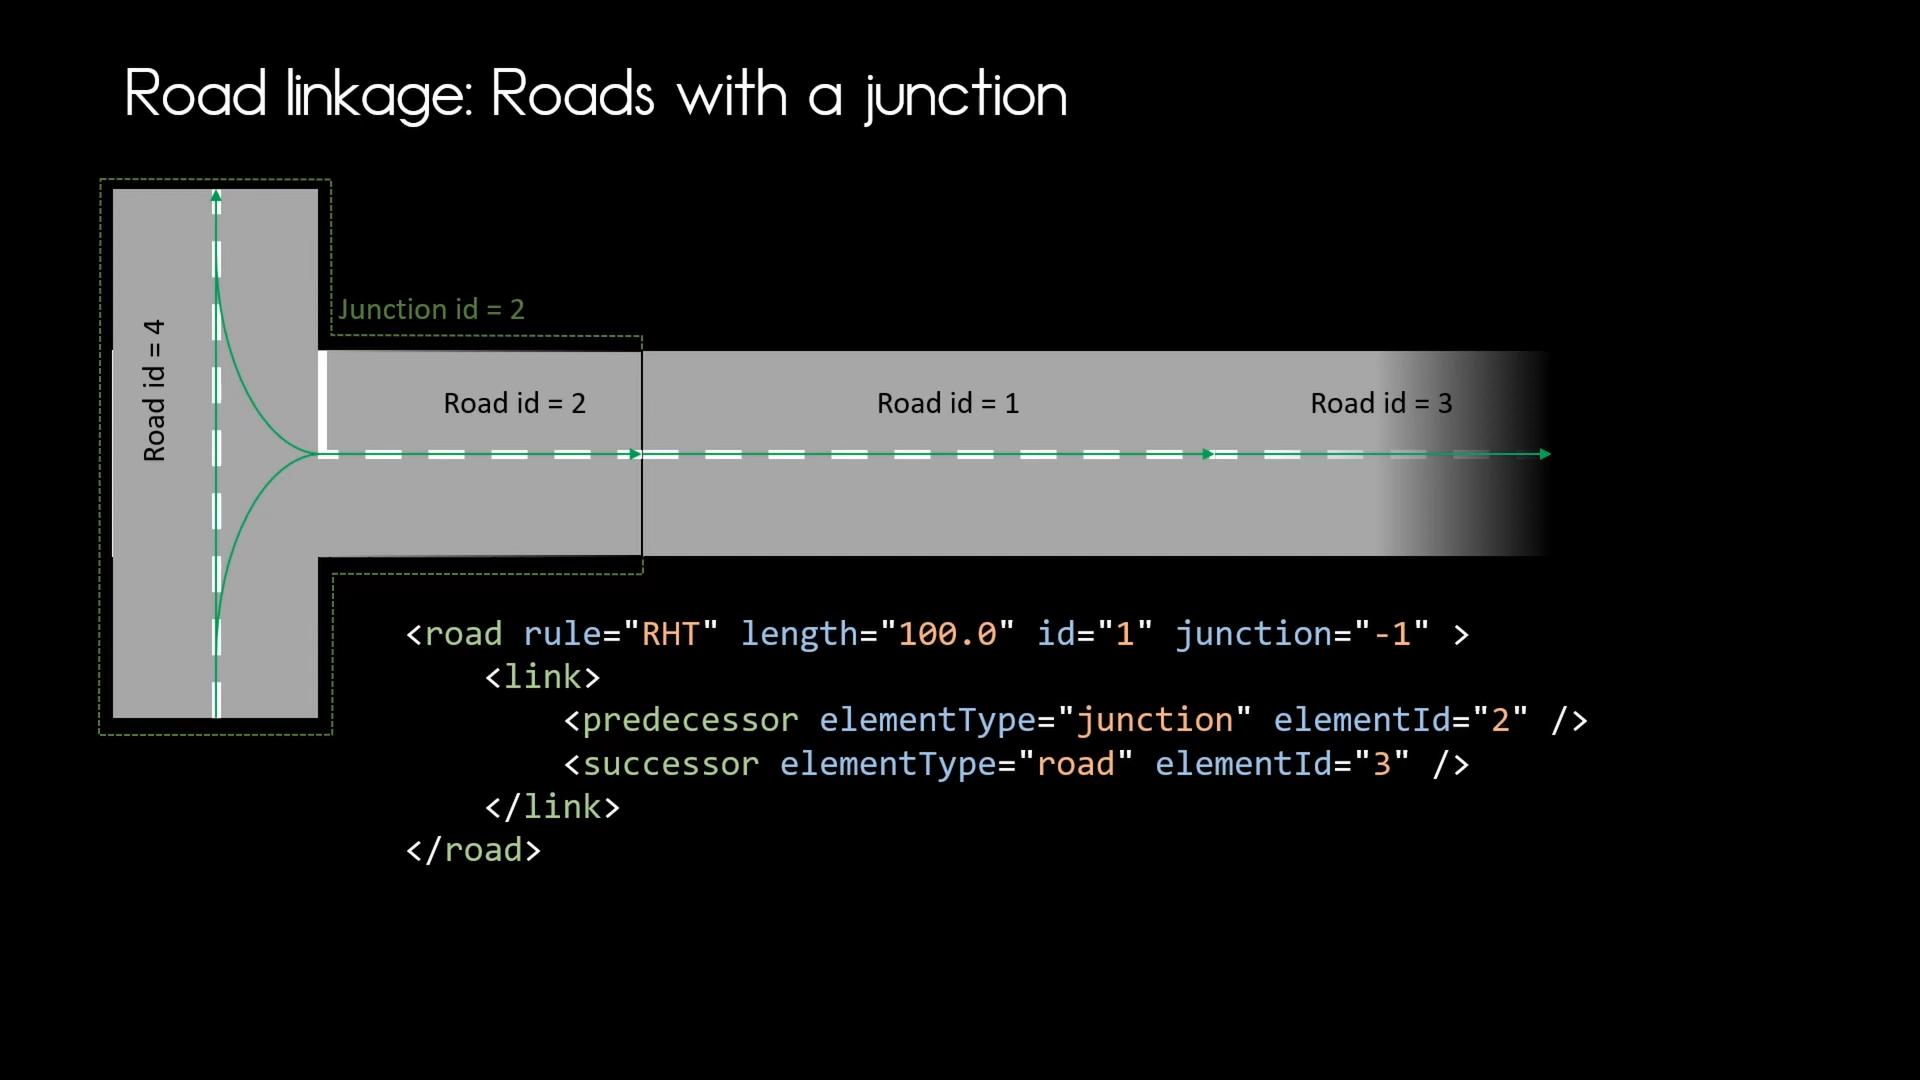 Road linkage: Roads with a junction
Junction id = 2
Road id = 4
Road id = 2
Road id = 1
Road id = 3
<road rule="RHT" length="100.0" id="1" junction="-1" >
    <link>
        <predecessor elementType="junction" elementId="2" />
        <successor elementType="road" elementId="3" />
    </link>
</road>